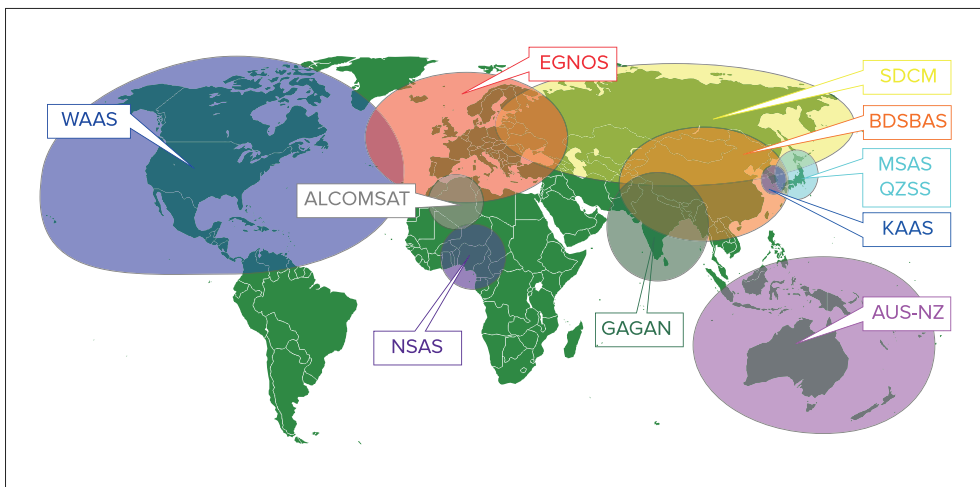 EGNOS
SDCM
WAAS
BDSBAS
MSAS
QZSS
ALCOMSAT
KAAS
AUS-NZ
GAGAN
NSAS